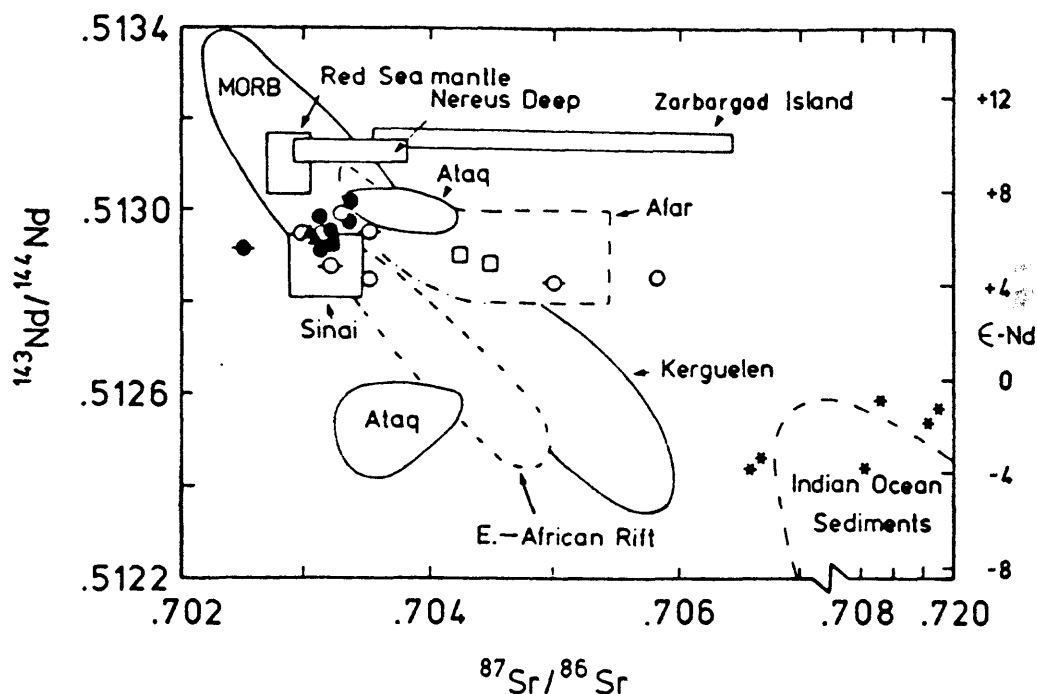 .5134
MORB
Red Sea mantle
Nereus Deep
Zarbargad Island
+12
Ataq
+8
.5130
Afar
143Nd/144Nd
+4
Sinai
ϵ-Nd
Kerguelen
0
.5126
Ataq
-4
Indian Ocean
Sediments
E.-African Rift
.5122
-8
.702
.704
.706
.708
.720
87Sr/86Sr